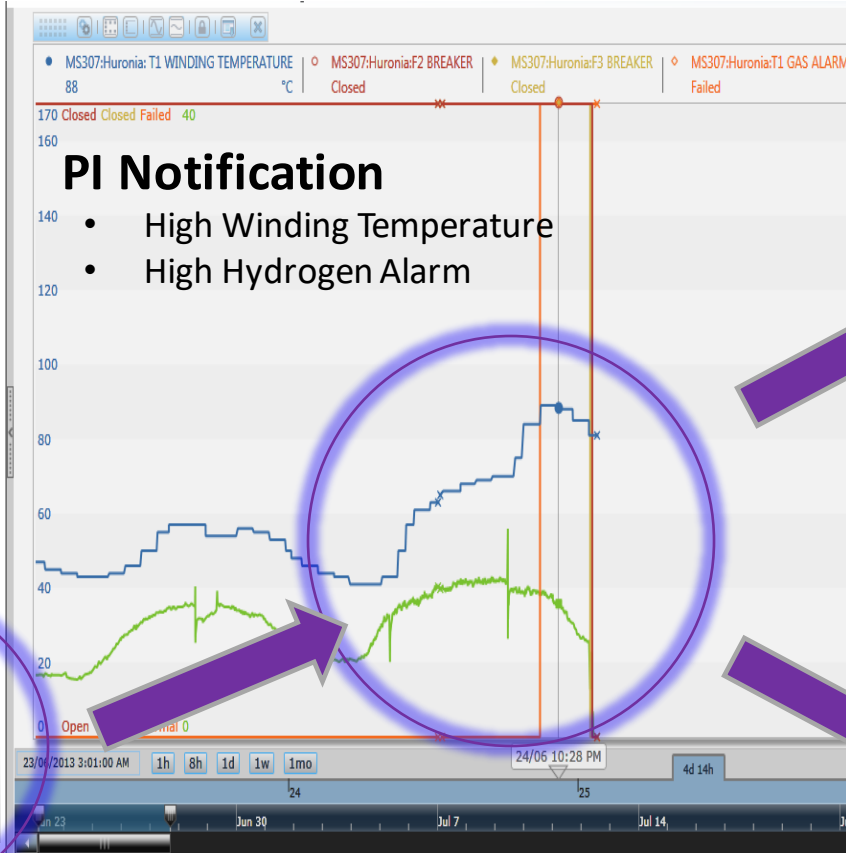 MS307:Huronia: T1 WINDING TEMPERATURE
88 °C
MS307:Huronia:F2 BREAKER
Closed
MS307:Huronia:F3 BREAKER
Closed
MS307:Huronia:T1 GAS ALARM
Failed
170 Closed Closed Failed 40
160
PI Notification
• High Winding Temperature
• High Hydrogen Alarm
140
120
100
80
60
40
20
0 Open 0
23/06/2013 3:01:00 AM 1h 8h 1d 1w 1mo
24/06 10:28 PM
4d 14h
24 25
23 Jun 30 Jul 7 Jul 14